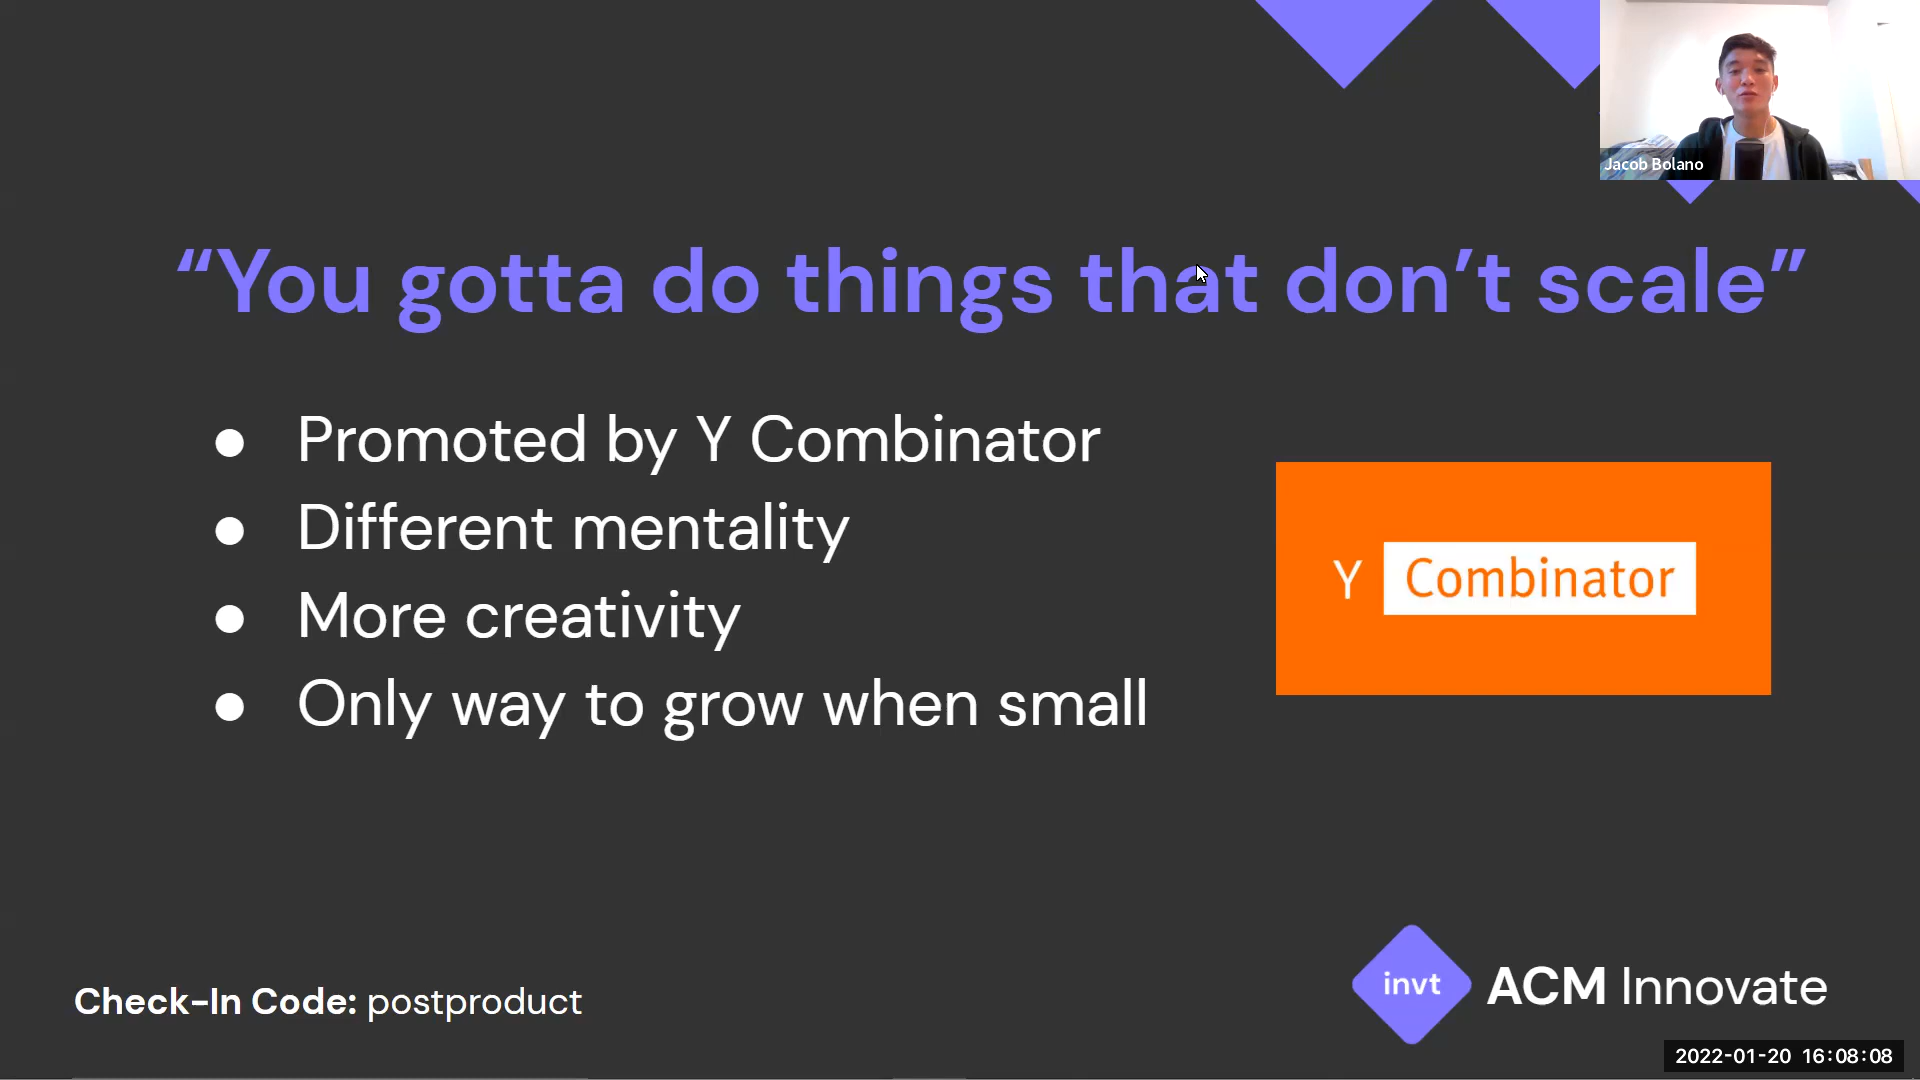 Jacob Bolano
“You gotta do things that don’t scale”
● Promoted by Y Combinator
● Different mentality
● More creativity
● Only way to grow when small
Y Combinator
Check-In Code: postproduct
invt ACM Innovate
2022-01-20 16:08:08